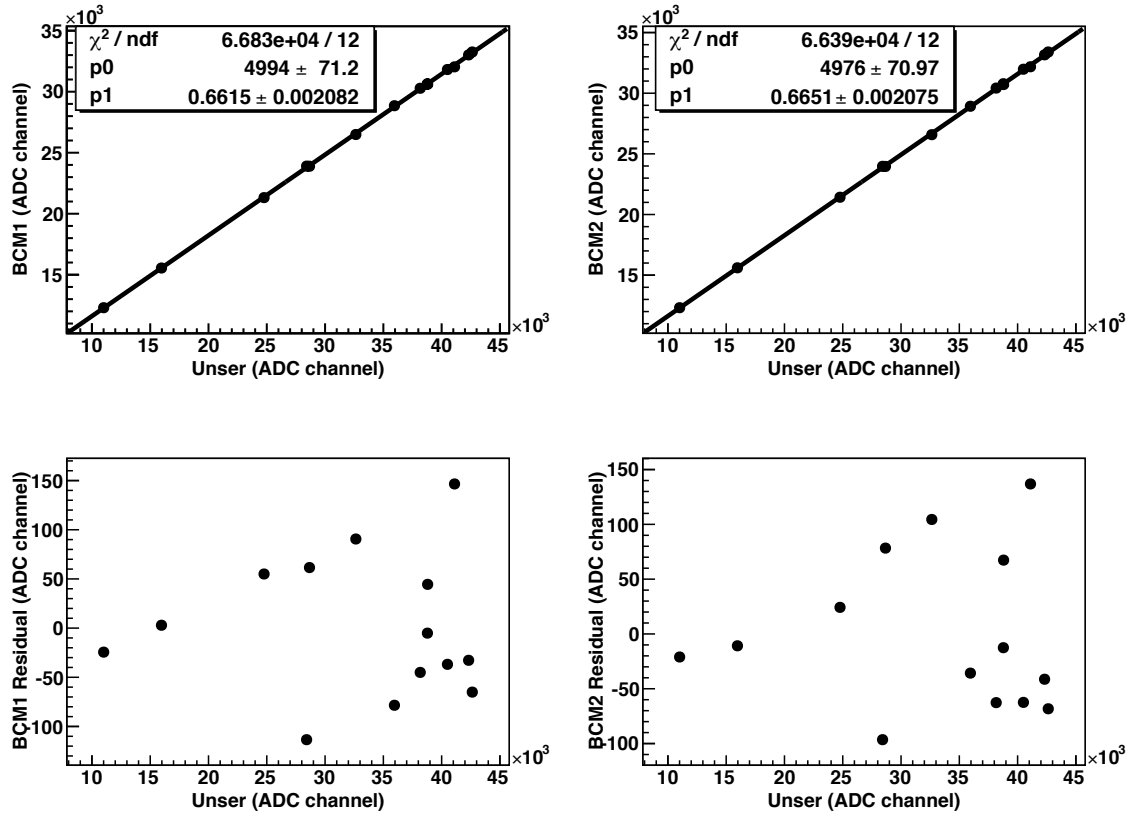 ×10³
35
30
25
20
15
BCM1 (ADC channel)
χ² / ndf 6.683e+04 / 12
p0 4994 ± 71.2
p1 0.6615 ± 0.002082
10 15 20 25 30 35 40 45
×10³
Unser (ADC channel)
×10³
35
30
25
20
15
BCM2 (ADC channel)
χ² / ndf 6.639e+04 / 12
p0 4976 ± 70.97
p1 0.6651 ± 0.002075
10 15 20 25 30 35 40 45
×10³
Unser (ADC channel)
150
100
50
0
-50
-100
BCM1 Residual (ADC channel)
10 15 20 25 30 35 40 45
×10³
Unser (ADC channel)
150
100
50
0
-50
-100
BCM2 Residual (ADC channel)
10 15 20 25 30 35 40 45
×10³
Unser (ADC channel)